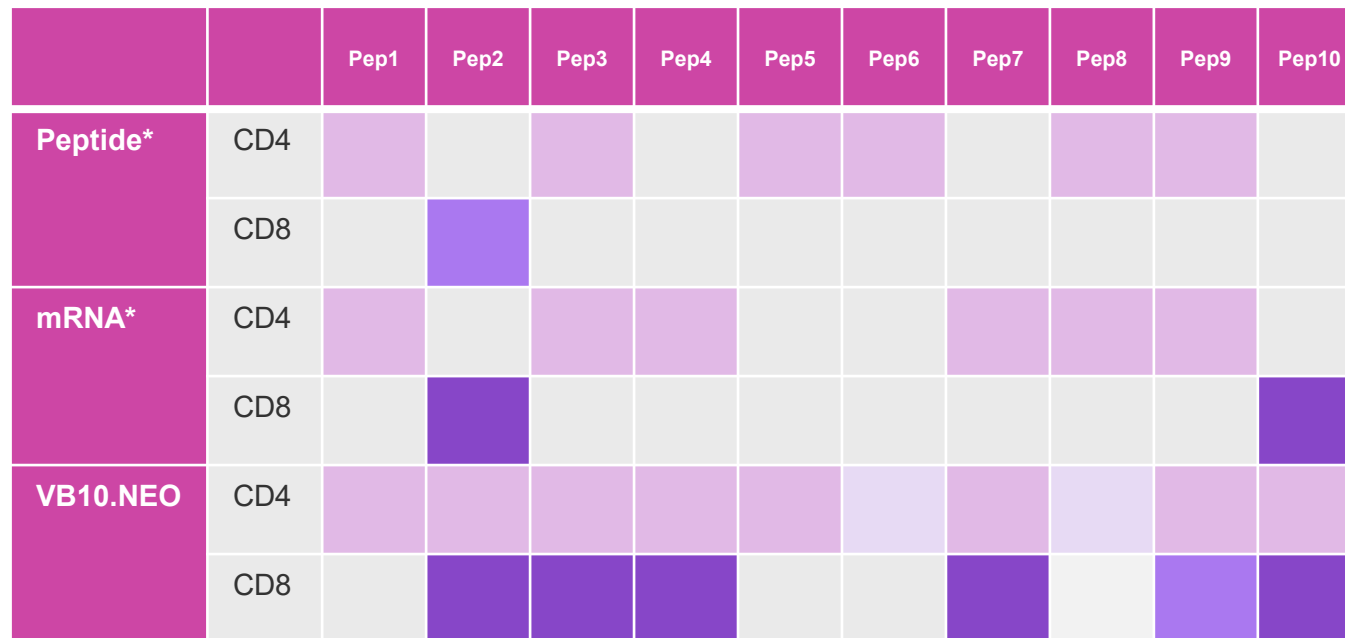 Pep1 Pep2 Pep3 Pep4 Pep5 Pep6 Pep7 Pep8 Pep9 Pep10
Peptide* CD4
CD8
mRNA* CD4
CD8
VB10.NEO CD4
CD8